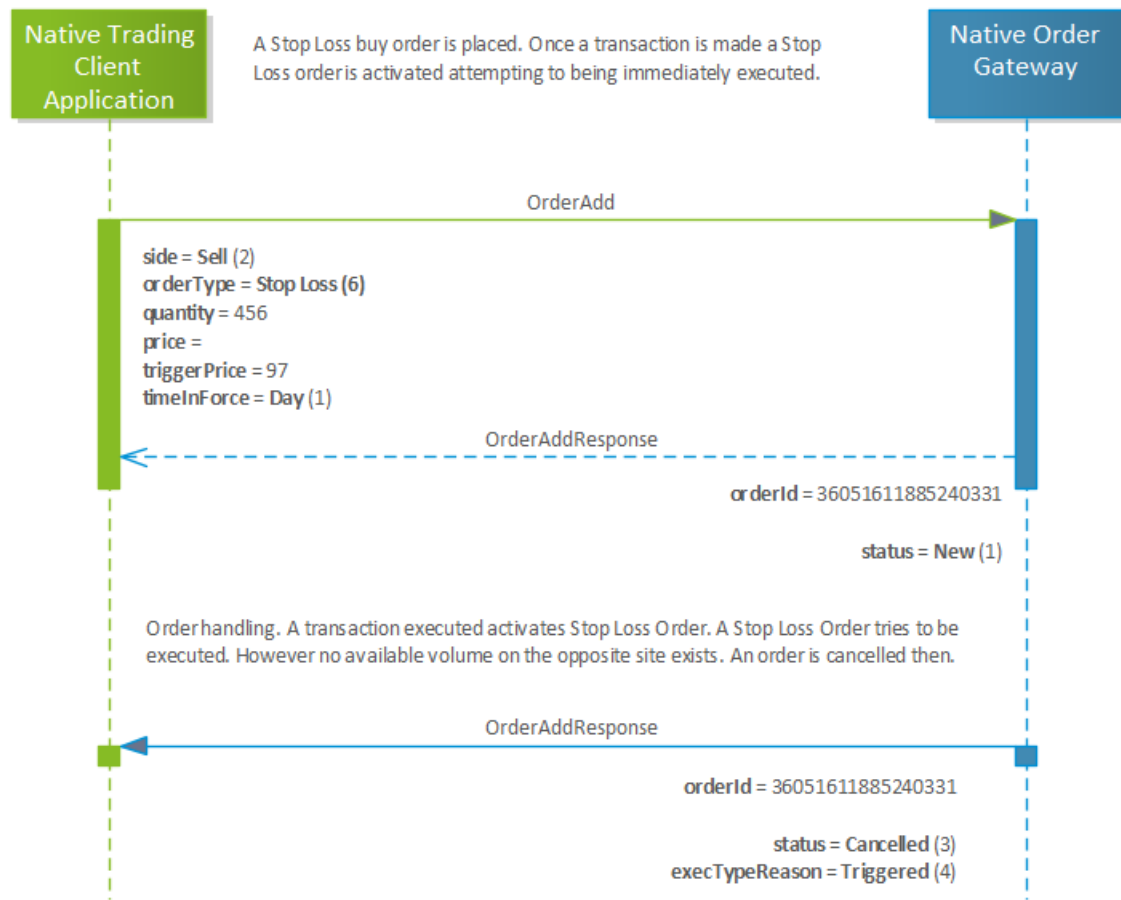 Native Trading
Client
Application
A Stop Loss buy order is placed. Once a transaction is made a Stop
Loss order is activated attempting to being immediately executed.
Native Order
Gateway
OrderAdd
side = Sell (2)
orderType = Stop Loss (6)
quantity = 456
price =
triggerPrice = 97
timeInForce = Day (1)
OrderAddResponse
orderId = 36051611885240331
status = New (1)
Order handling. A transaction executed activates Stop Loss Order. A Stop Loss Order tries to be
executed. However no available volume on the opposite site exists. An order is cancelled then.
OrderAddResponse
orderId = 36051611885240331
status = Cancelled (3)
execTypeReason = Triggered (4)